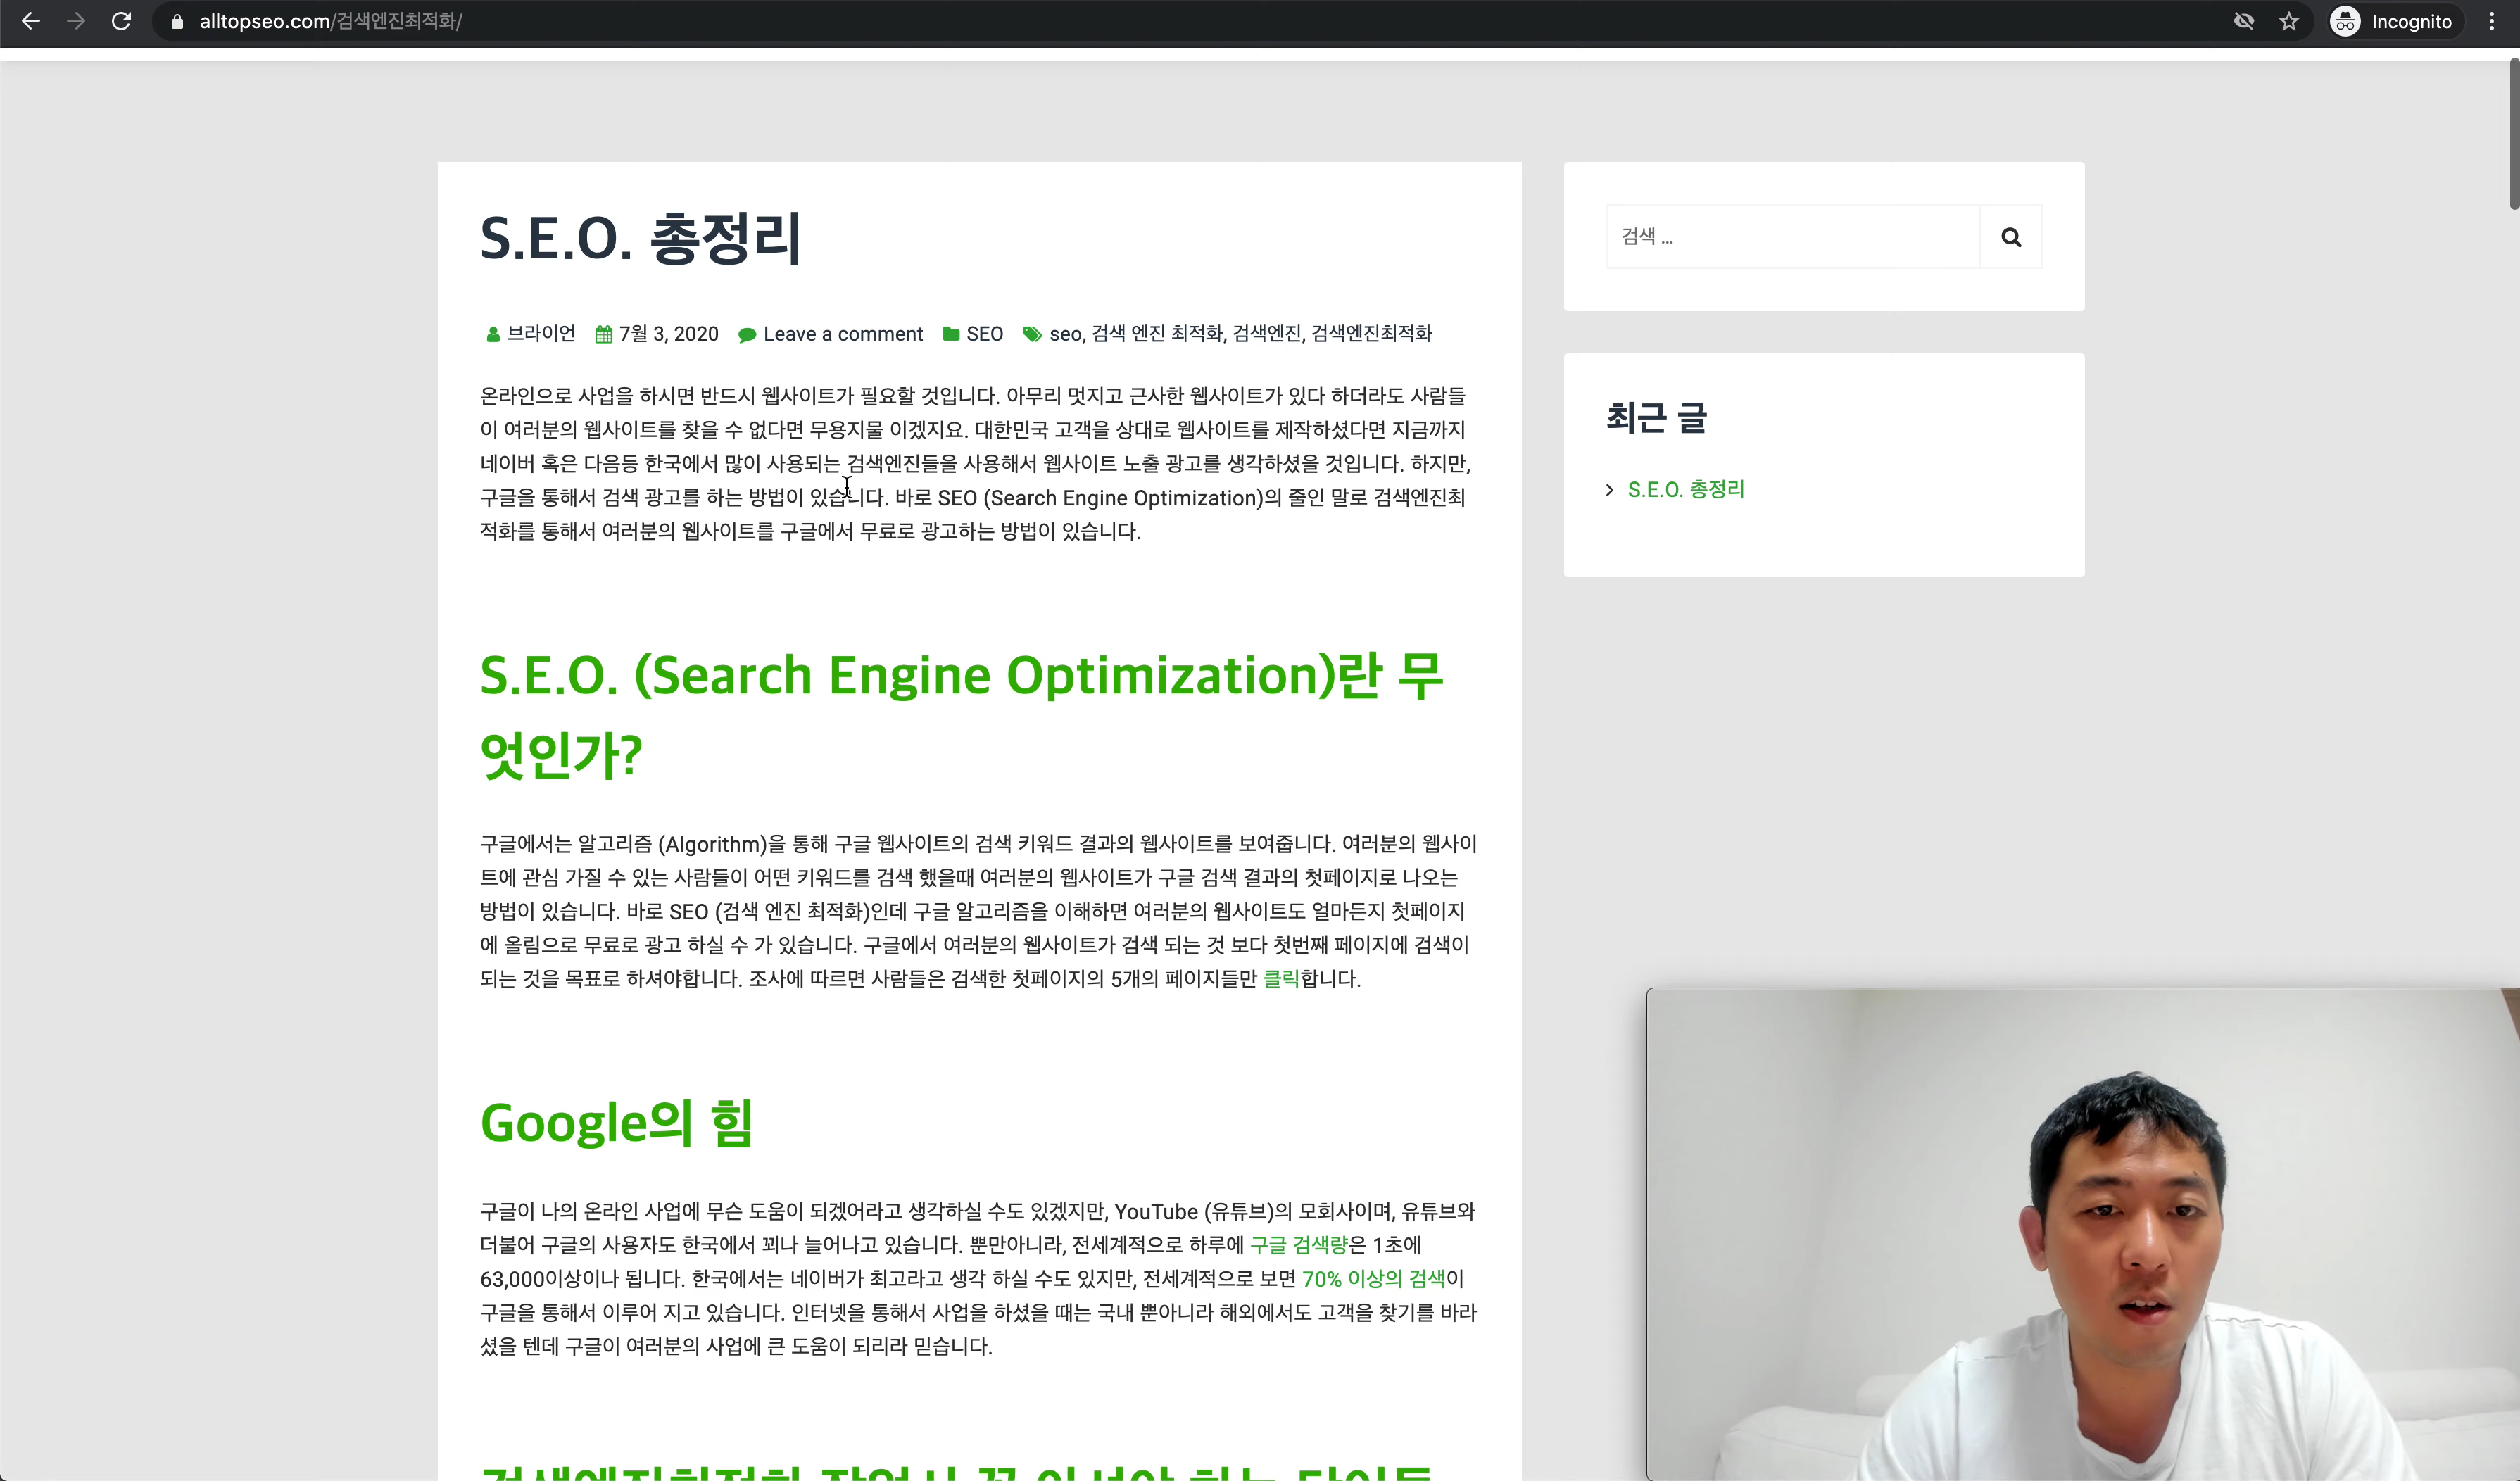 alltopseo.com/검색엔진최적화/
Incognito
S.E.O. 총정리
브라이언 7월 3, 2020 Leave a comment SEO seo, 검색 엔진 최적화, 검색엔진, 검색엔진최적화
온라인으로 사업을 하시면 반드시 웹사이트가 필요할 것입니다. 아무리 멋지고 근사한 웹사이트가 있다 하더라도 사람들
이 여러분의 웹사이트를 찾을 수 없다면 무용지물 이겠지요. 대한민국 고객을 상대로 웹사이트를 제작하셨다면 지금까지
네이버 혹은 다음등 한국에서 많이 사용되는 검색엔진들을 사용해서 웹사이트 노출 광고를 생각하셨을 것입니다. 하지만,
구글을 통해서 검색 광고를 하는 방법이 있습니다. 바로 SEO (Search Engine Optimization)의 줄인 말로 검색엔진최
적화를 통해서 여러분의 웹사이트를 구글에서 무료로 광고하는 방법이 있습니다.
S.E.O. (Search Engine Optimization)란 무
엇인가?
구글에서는 알고리즘 (Algorithm)을 통해 구글 웹사이트의 검색 키워드 결과의 웹사이트를 보여줍니다. 여러분의 웹사이
트에 관심 가질 수 있는 사람들이 어떤 키워드를 검색 했을때 여러분의 웹사이트가 구글 검색 결과의 첫페이지로 나오는
방법이 있습니다. 바로 SEO (검색 엔진 최적화)인데 구글 알고리즘을 이해하면 여러분의 웹사이트도 얼마든지 첫페이지
에 올림으로 무료로 광고 하실 수 가 있습니다. 구글에서 여러분의 웹사이트가 검색 되는 것 보다 첫번째 페이지에 검색이
되는 것을 목표로 하셔야합니다. 조사에 따르면 사람들은 검색한 첫페이지의 5개의 페이지들만 클릭합니다.
Google의 힘
구글이 나의 온라인 사업에 무슨 도움이 되겠어라고 생각하실 수도 있겠지만, YouTube (유튜브)의 모회사이며, 유튜브와
더불어 구글의 사용자도 한국에서 꾀나 늘어나고 있습니다. 뿐만아니라, 전세계적으로 하루에 구글 검색량은 1초에
63,000이상이나 됩니다. 한국에서는 네이버가 최고라고 생각 하실 수도 있지만, 전세계적으로 보면 70% 이상의 검색이
구글을 통해서 이루어 지고 있습니다. 인터넷을 통해서 사업을 하셨을 때는 국내 뿐아니라 해외에서도 고객을 찾기를 바라
셨을 텐데 구글이 여러분의 사업에 큰 도움이 되리라 믿습니다.
검색 ...
최근 글
S.E.O. 총정리